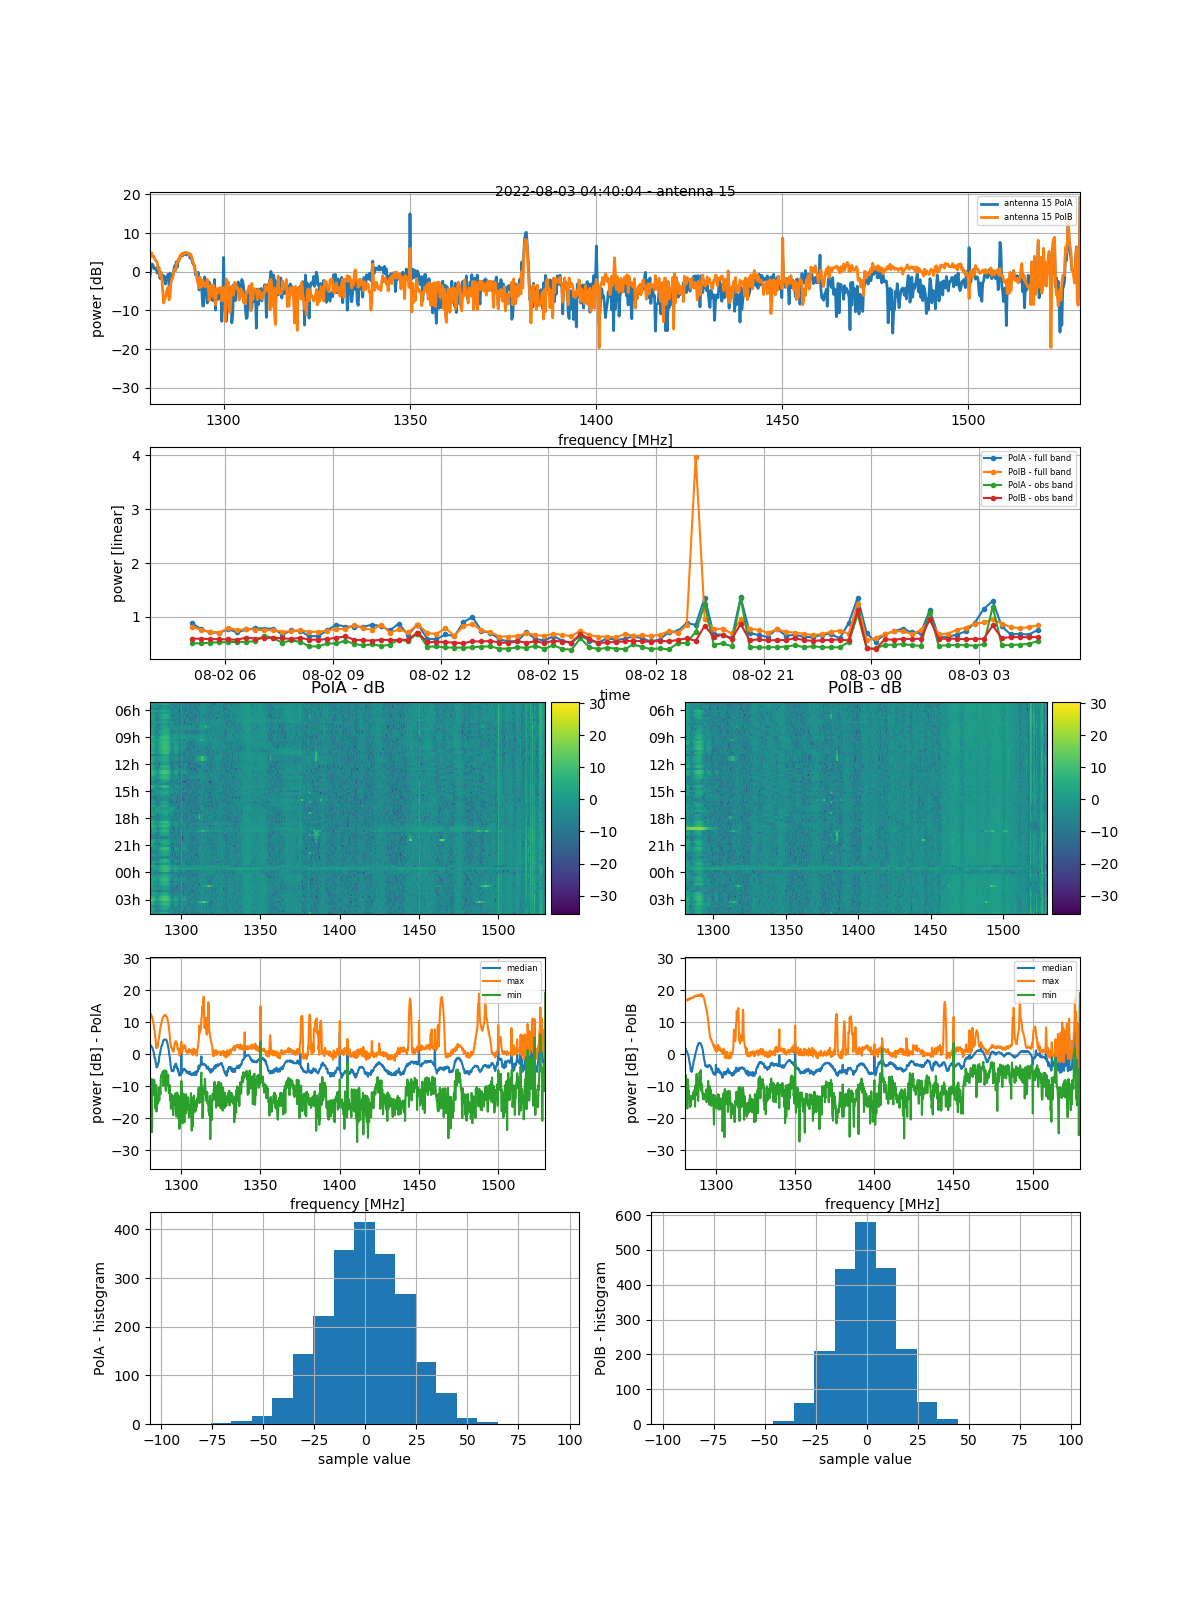 2022-08-03 04:40:04 - antenna 15
20
10
0
−10
−20
−30
power [dB]
antenna 15 PolA
antenna 15 PolB
1300 1350 1400 1450 1500
frequency [MHz]
4
3
2
1
power [linear]
PolA - full band
PolB - full band
PolA - obs band
PolB - obs band
08-02 06 08-02 09 08-02 12 08-02 15 08-02 18 08-02 21 08-03 00 08-03 03
time
PolA - dB
06h
09h
12h
15h
18h
21h
00h
03h
1300 1350 1400 1450 1500
30
20
10
0
−10
−20
−30
PolB - dB
06h
09h
12h
15h
18h
21h
00h
03h
1300 1350 1400 1450 1500
30
20
10
0
−10
−20
−30
30
20
10
0
−10
−20
−30
power [dB] - PolA
median
max
min
1300 1350 1400 1450 1500
frequency [MHz]
30
20
10
0
−10
−20
−30
power [dB] - PolB
median
max
min
1300 1350 1400 1450 1500
frequency [MHz]
400
300
200
100
0
PolA - histogram
−100 −75 −50 −25 0 25 50 75 100
sample value
600
500
400
300
200
100
0
PolB - histogram
−100 −75 −50 −25 0 25 50 75 100
sample value